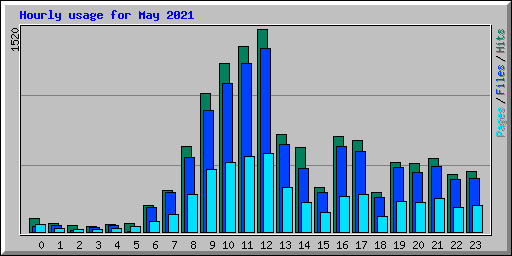 Hourly usage for May 2021
1520
Pages/Files/Hits
0 1 2 3 4 5 6 7 8 9 10 11 12 13 14 15 16 17 18 19 20 21 22 23